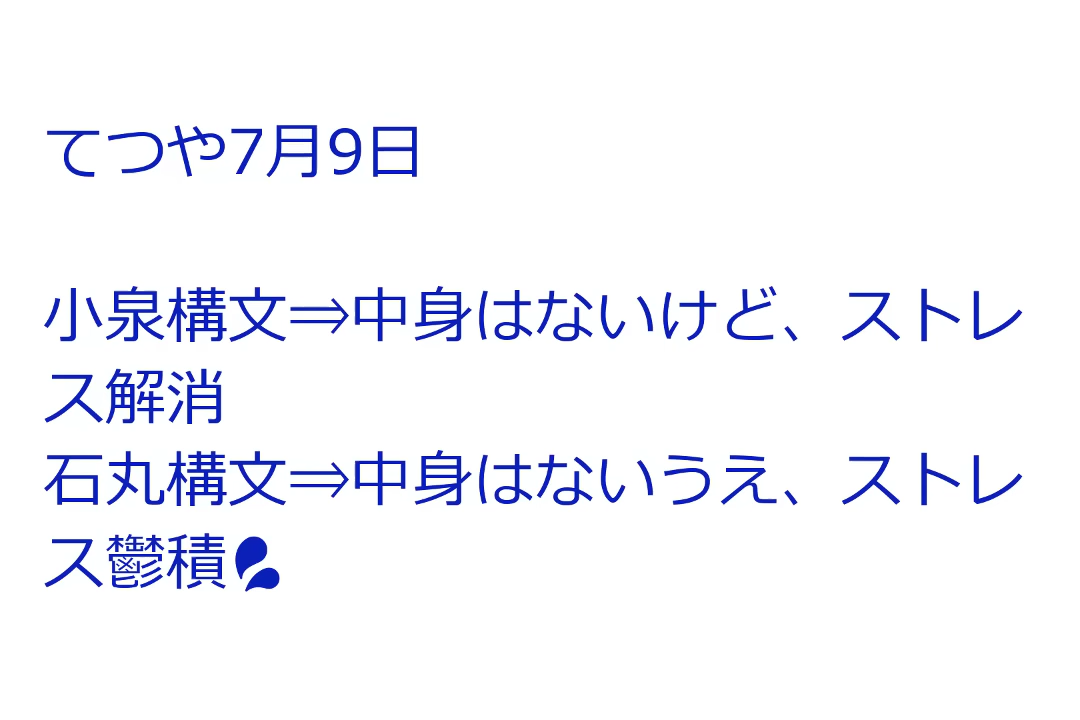 てつや7月9日
小泉構文⇒中身はないけど、ストレ
ス解消
石丸構文⇒中身はないうえ、ストレ
ス鬱積💦